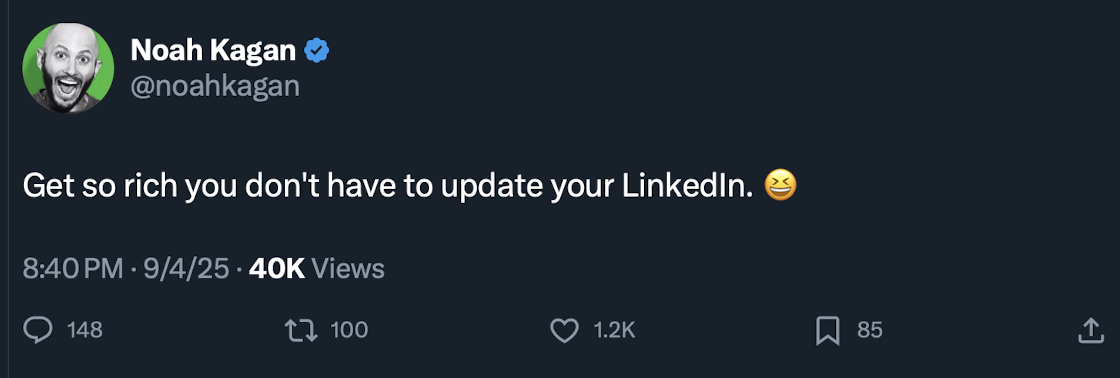 Noah Kagan
@noahkagan
Get so rich you don't have to update your LinkedIn. 😆
8:40 PM · 9/4/25 · 40K Views
148 100 1.2K 85